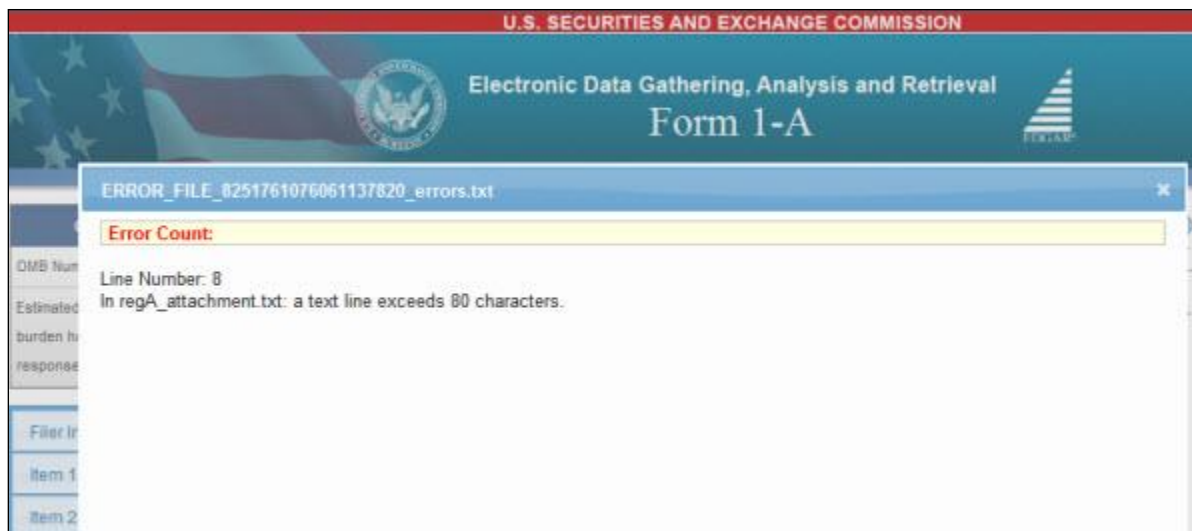 U.S. SECURITIES AND EXCHANGE COMMISSION
Electronic Data Gathering, Analysis and Retrieval
Form 1-A
EDGAR
ERROR_FILE_8251761076061137820_errors.txt
Error Count:
OMB Num
Line Number: 8
Estimated
In regA_attachment.txt: a text line exceeds 80 characters.
burden h
response
Filer In
Item 1
Item 2